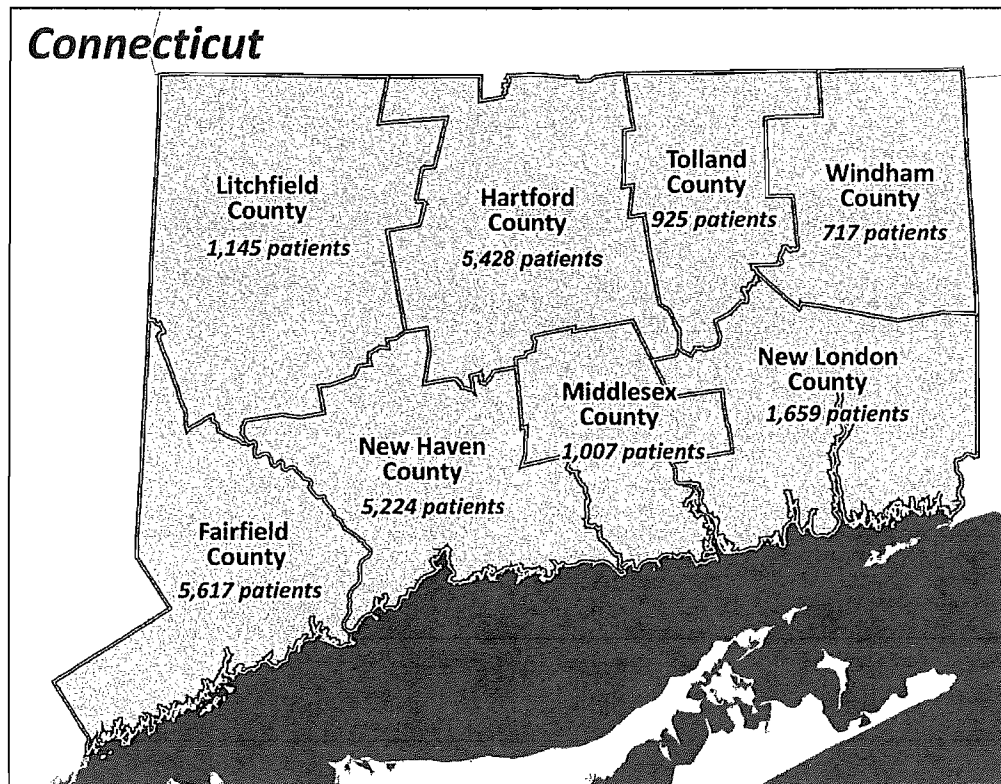 Connecticut
Litchfield
County
1,145 patients
Hartford
County
5,428 patients
Tolland
County
925 patients
Windham
County
717 patients
New Haven
County
5,224 patients
Middlesex
County
1,007 patients
New London
County
1,659 patients
Fairfield
County
5,617 patients